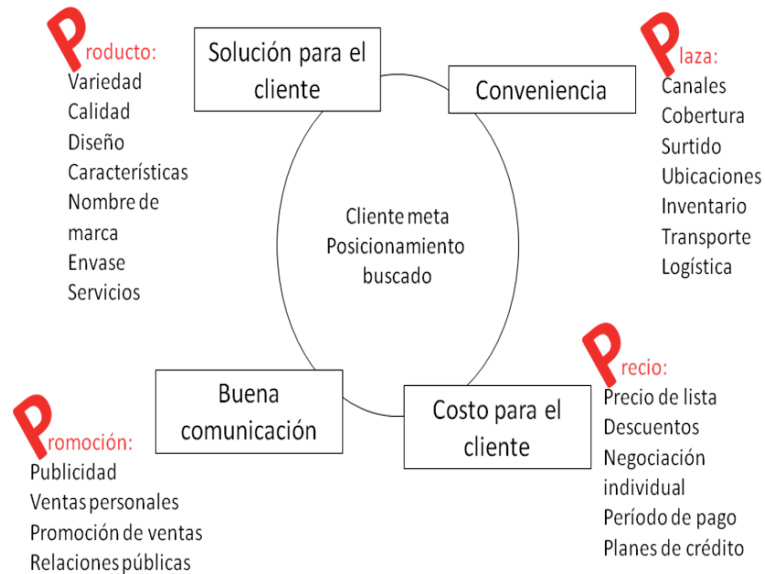 Producto:
Variedad
Calidad
Diseño
Características
Nombre de
marca
Envase
Servicios
Solución para el
cliente
Conveniencia
Plaza:
Canales
Cobertura
Surtido
Ubicaciones
Inventario
Transporte
Logística
Cliente meta
Posicionamiento
buscado
Buena
comunicación
Costo para el
cliente
Promoción:
Publicidad
Ventas personales
Promoción de ventas
Relaciones públicas
Precio:
Precio de lista
Descuentos
Negociación
individual
Período de pago
Planes de crédito